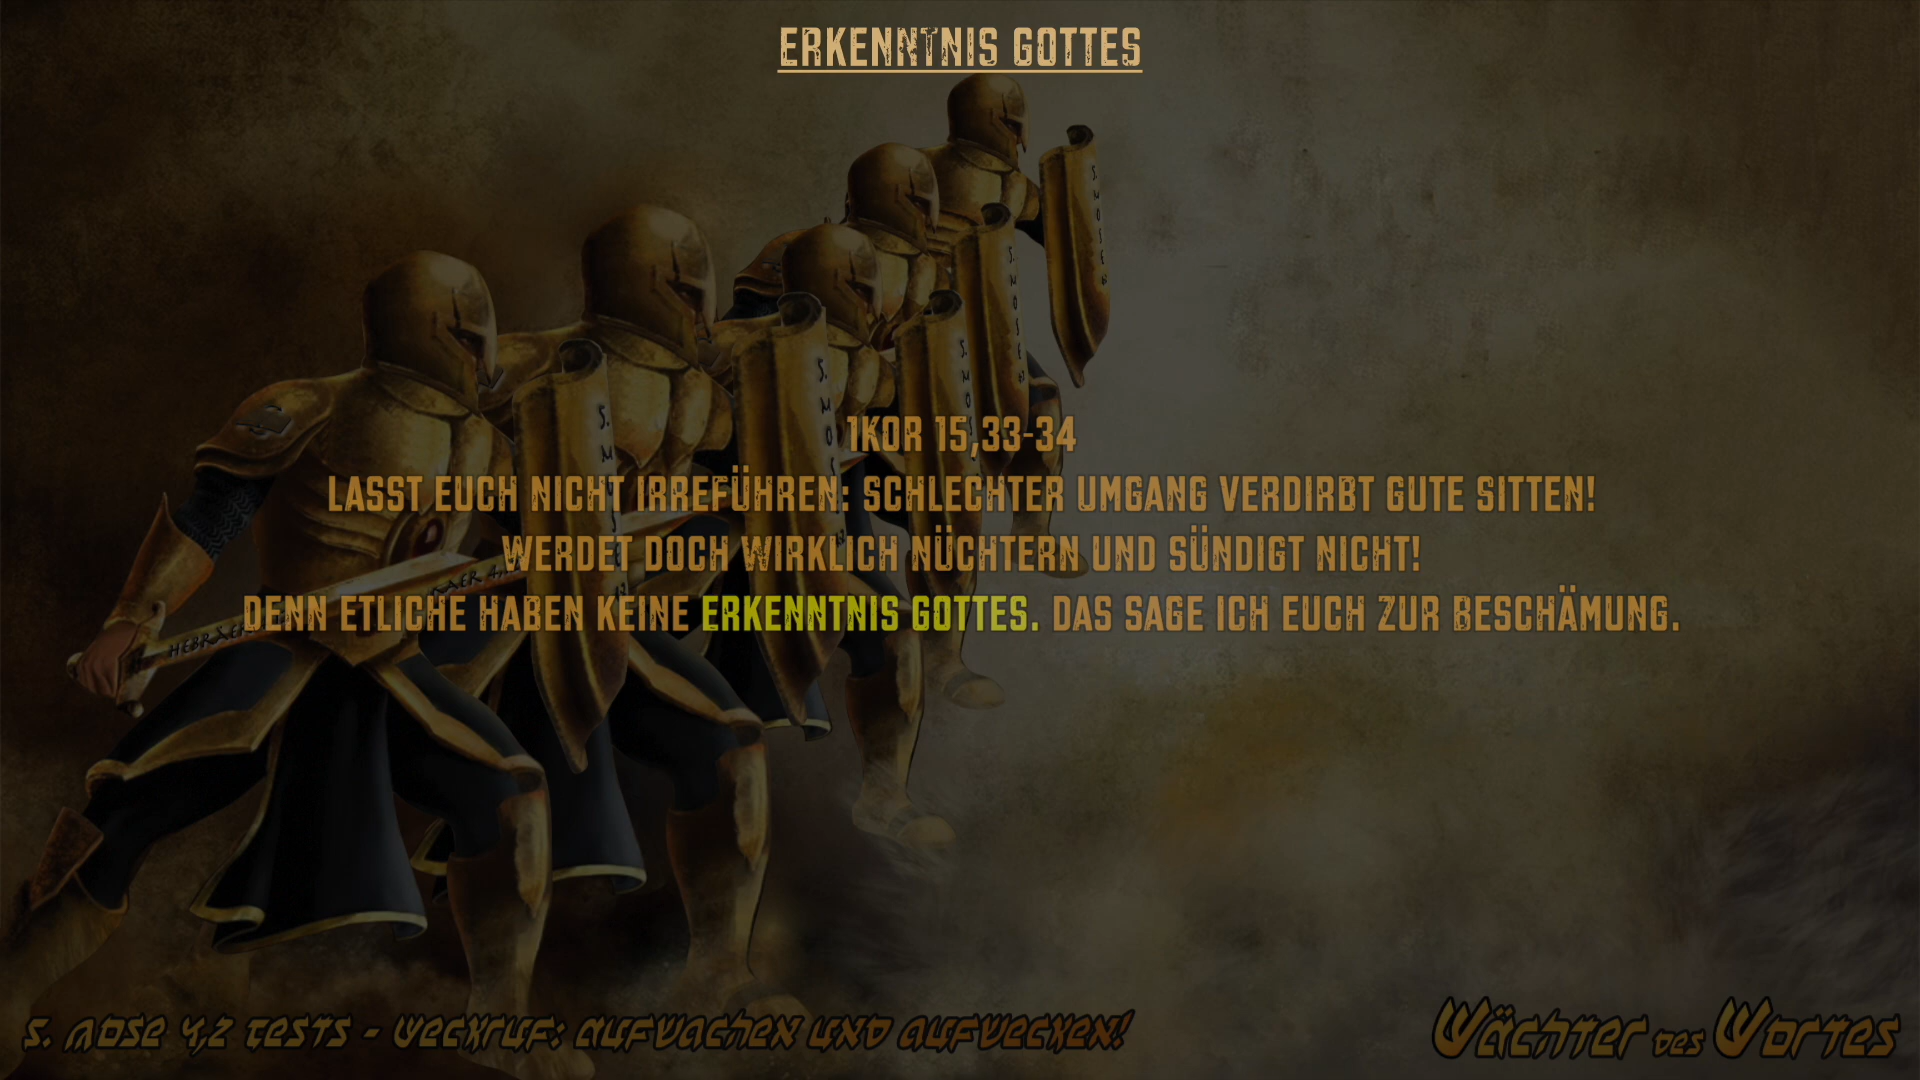 ERKENNTNIS GOTTES
1KOR 15,33-34
LASST EUCH NICHT IRREFÜHREN: SCHLECHTER UMGANG VERDIRBT GUTE SITTEN!
WERDET DOCH WIRKLICH NÜCHTERN UND SÜNDIGT NICHT!
DENN ETLICHE HABEN KEINE ERKENNTNIS GOTTES. DAS SAGE ICH EUCH ZUR BESCHÄMUNG.
5. MOSE 4,2 TESTS - WECKRUF: AUFWACHEN UND AUFWECKEN!
Wächter des Wortes